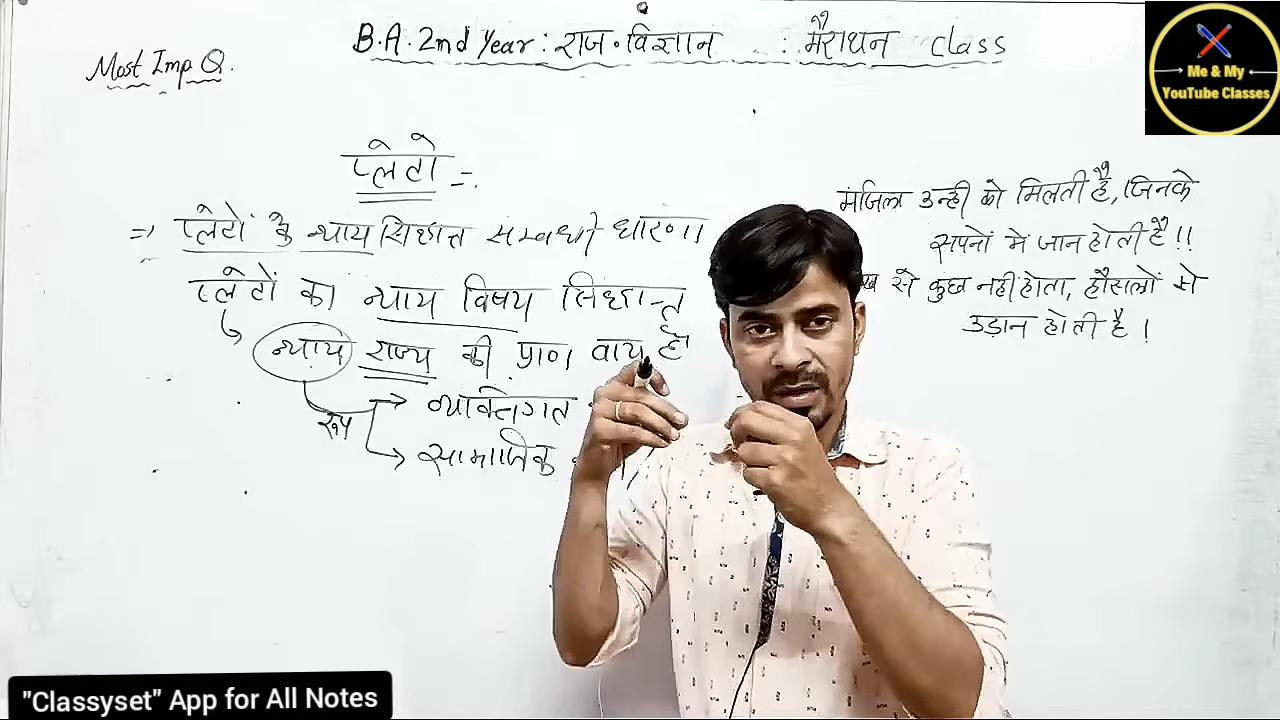 B.A. 2nd Year : राज॰विज्ञान : मैराथन Class
Most Imp Q.
Me & My
YouTube Classes
प्लेटो =:
=> प्लेटों के न्याय सिद्धान्त सम्बधी धारणा
प्लेटों का न्याय विषय सिद्धान्त
न्याय राज्य की प्राण वायु है
रूप
व्यक्तिगत
सामाजिक
मंजिल उन्ही को मिलती है, जिनके
सपनों में जान होती है !!
से कुछ नहीं होता, हौसलों से
उड़ान होती है ।
"Classyset" App for All Notes